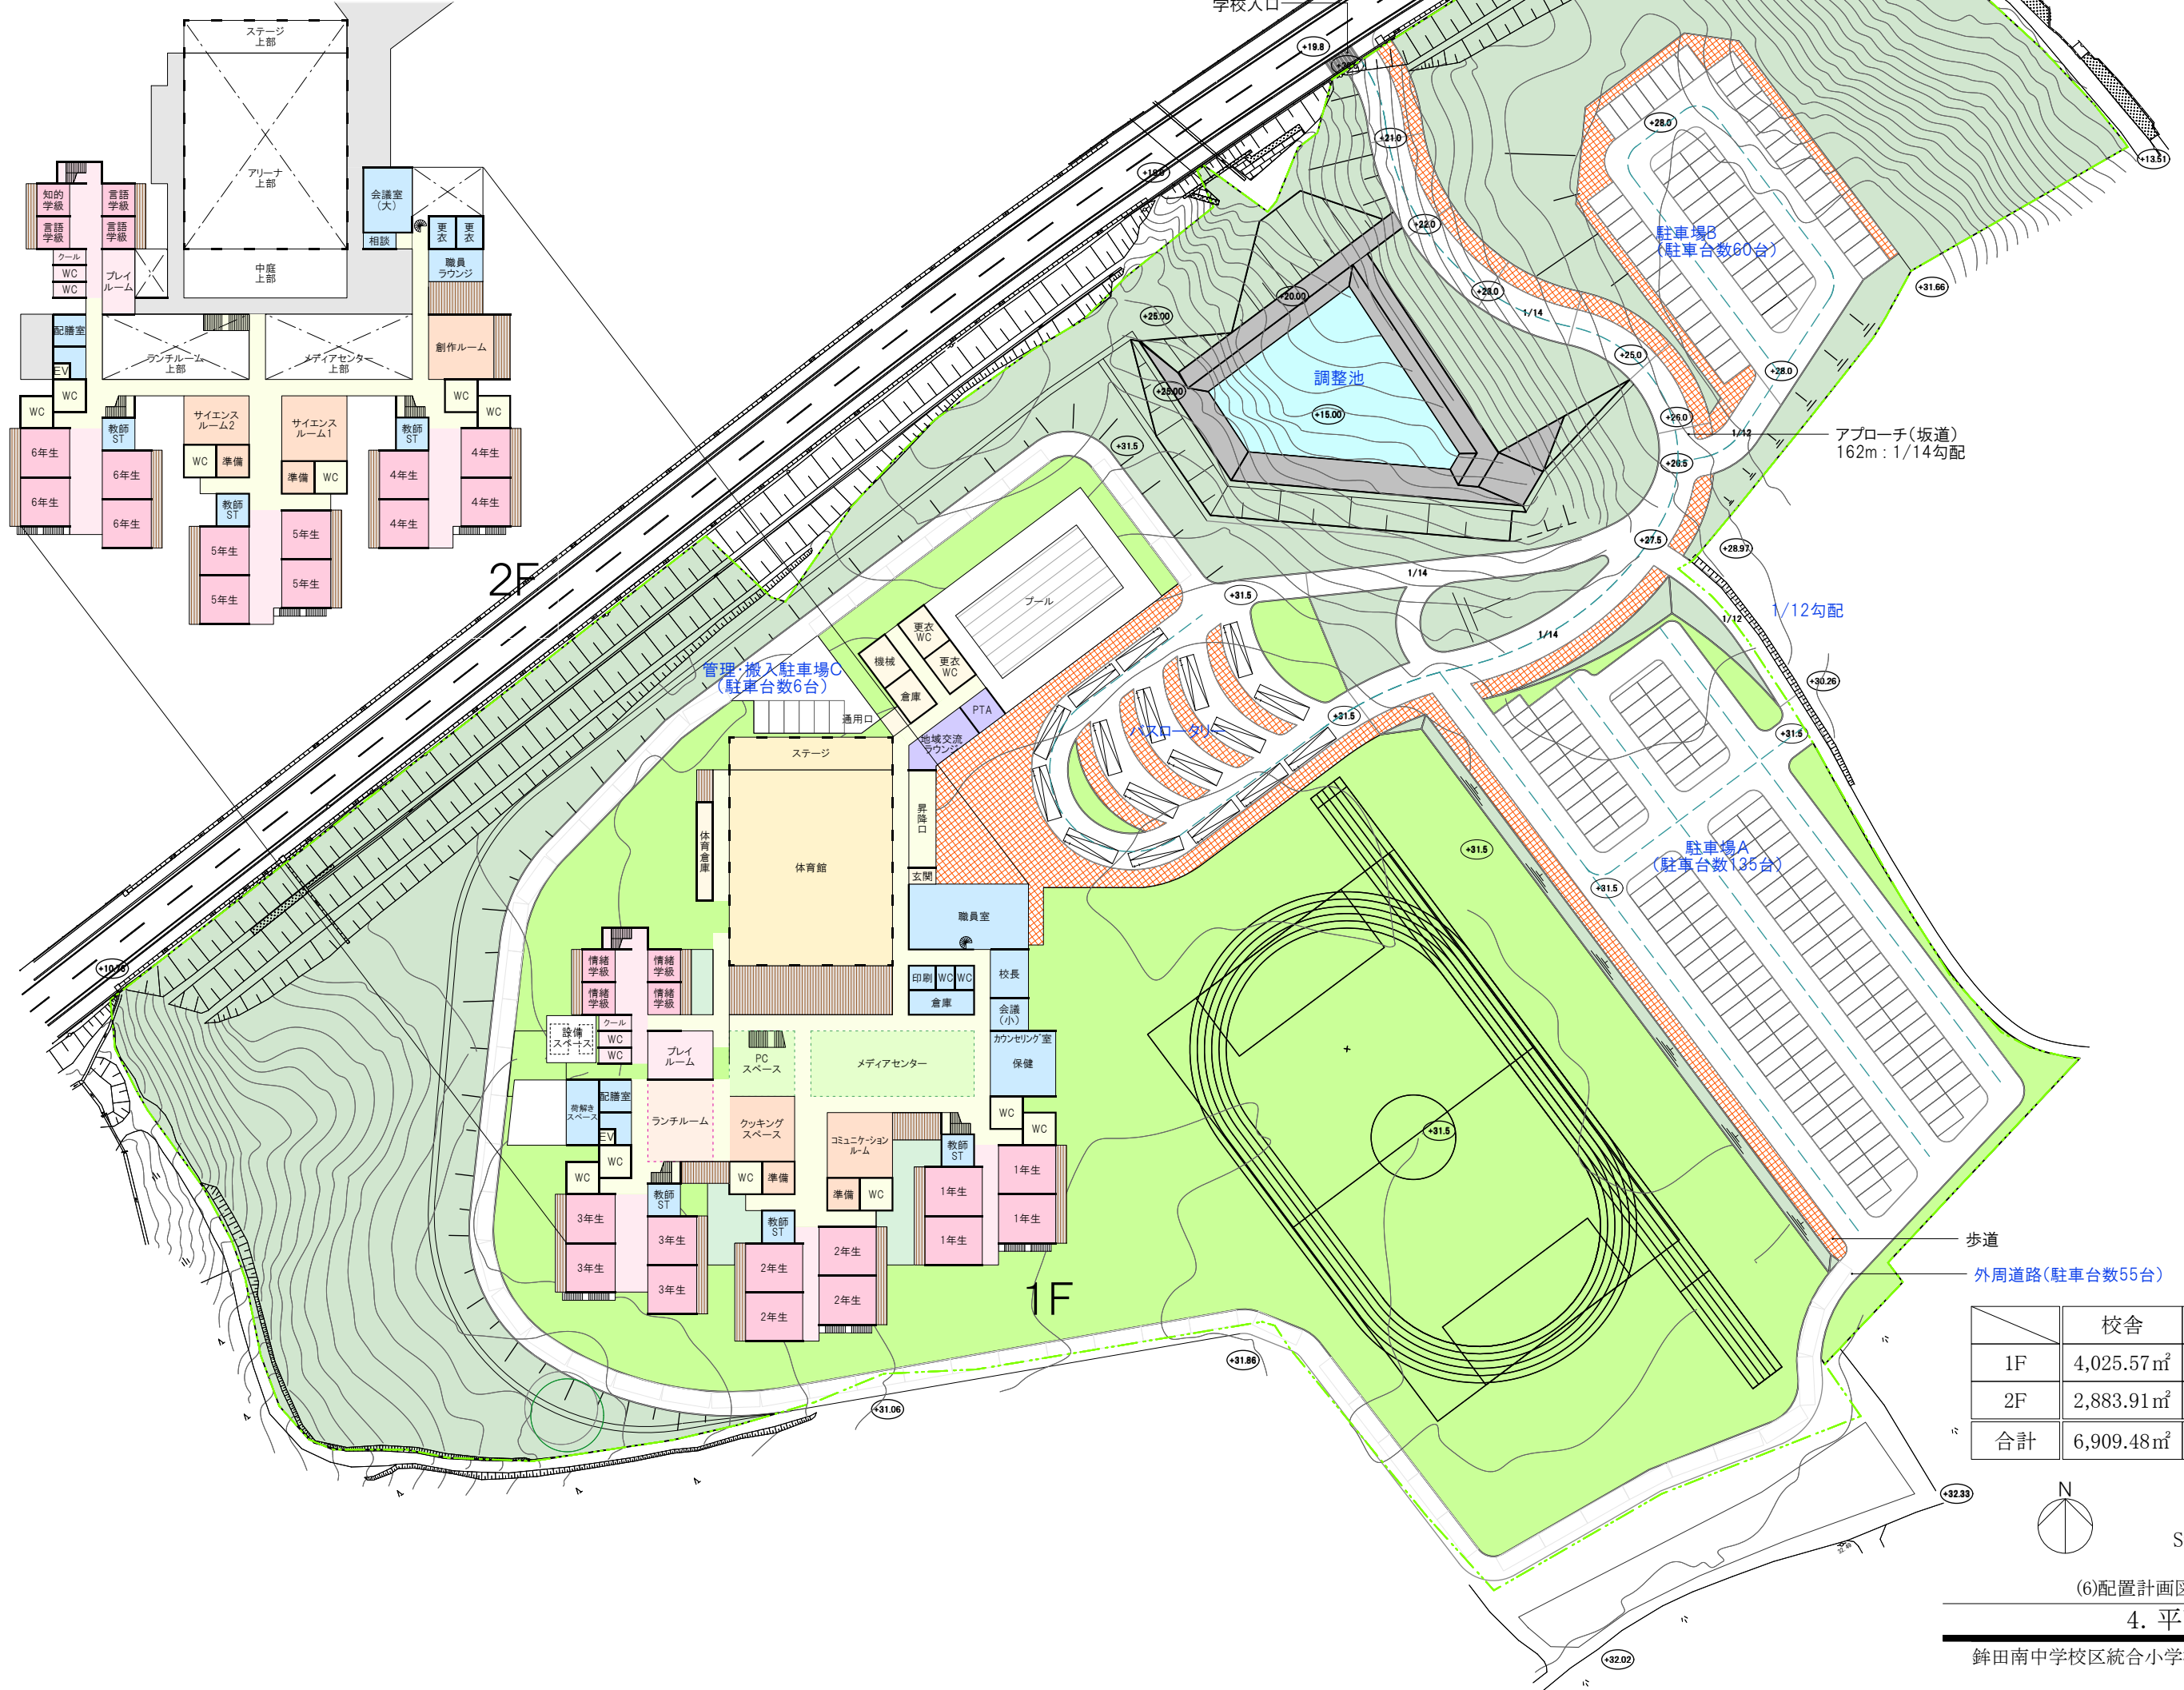 学校入口
+19.8
+21.0
+28.0
+13.51
+22.0
+31.66
+23.0
1/14
+20.00
+25.00
+25.00
+25.0
+28.0
+26.0
1/12
+26.5
+15.00
調整池
駐車場B
(駐車台数60台)
アプローチ(坂道)
162m : 1/14勾配
+31.5
+27.5
+28.97
1/14
1/14
1/12
1/12勾配
+31.5
+30.26
+31.5
+31.5
+31.5
+31.5
+31.5
駐車場A
(駐車台数135台)
バスロータリー
歩道
外周道路(駐車台数55台)
管理・搬入駐車場C
(駐車台数6台)
通用口
2F
ステージ
上部
アリーナ
上部
中庭
上部
知的
学級
言語
学級
言語
学級
言語
学級
クール
WC
WC
プレイ
ルーム
会議室
(大)
相談
更衣
更衣
職員
ラウンジ
創作ルーム
配膳室
EV
WC
WC
ランチルーム
上部
メディアセンター
上部
WC
WC
教師
ST
サイエンス
ルーム2
サイエンス
ルーム1
WC
準備
準備
WC
教師
ST
教師
ST
6年生
6年生
6年生
6年生
5年生
5年生
5年生
5年生
4年生
4年生
4年生
4年生
1F
プール
更衣
WC
更衣
WC
機械
倉庫
PTA
地域交流
ラウンジ
ステージ
体育館
体育倉庫
昇降口
玄関
職員室
印刷
WC
WC
倉庫
校長
会議
(小)
カウンセリング室
保健
情緒
学級
情緒
学級
情緒
学級
情緒
学級
設備
スペース
クール
WC
WC
プレイ
ルーム
PC
スペース
メディアセンター
荷解き
スペース
配膳室
EV
WC
WC
ランチルーム
クッキング
スペース
コミュニケーション
ルーム
WC
準備
準備
WC
教師
ST
教師
ST
教師
ST
WC
WC
3年生
3年生
3年生
3年生
2年生
2年生
2年生
2年生
1年生
1年生
1年生
1年生
+31.86
+31.06
+32.33
+32.02
校舎
1F 4,025.57㎡
2F 2,883.91㎡
合計 6,909.48㎡
N
S
(6)配置計画図
4. 平
鉾田南中学校区統合小学